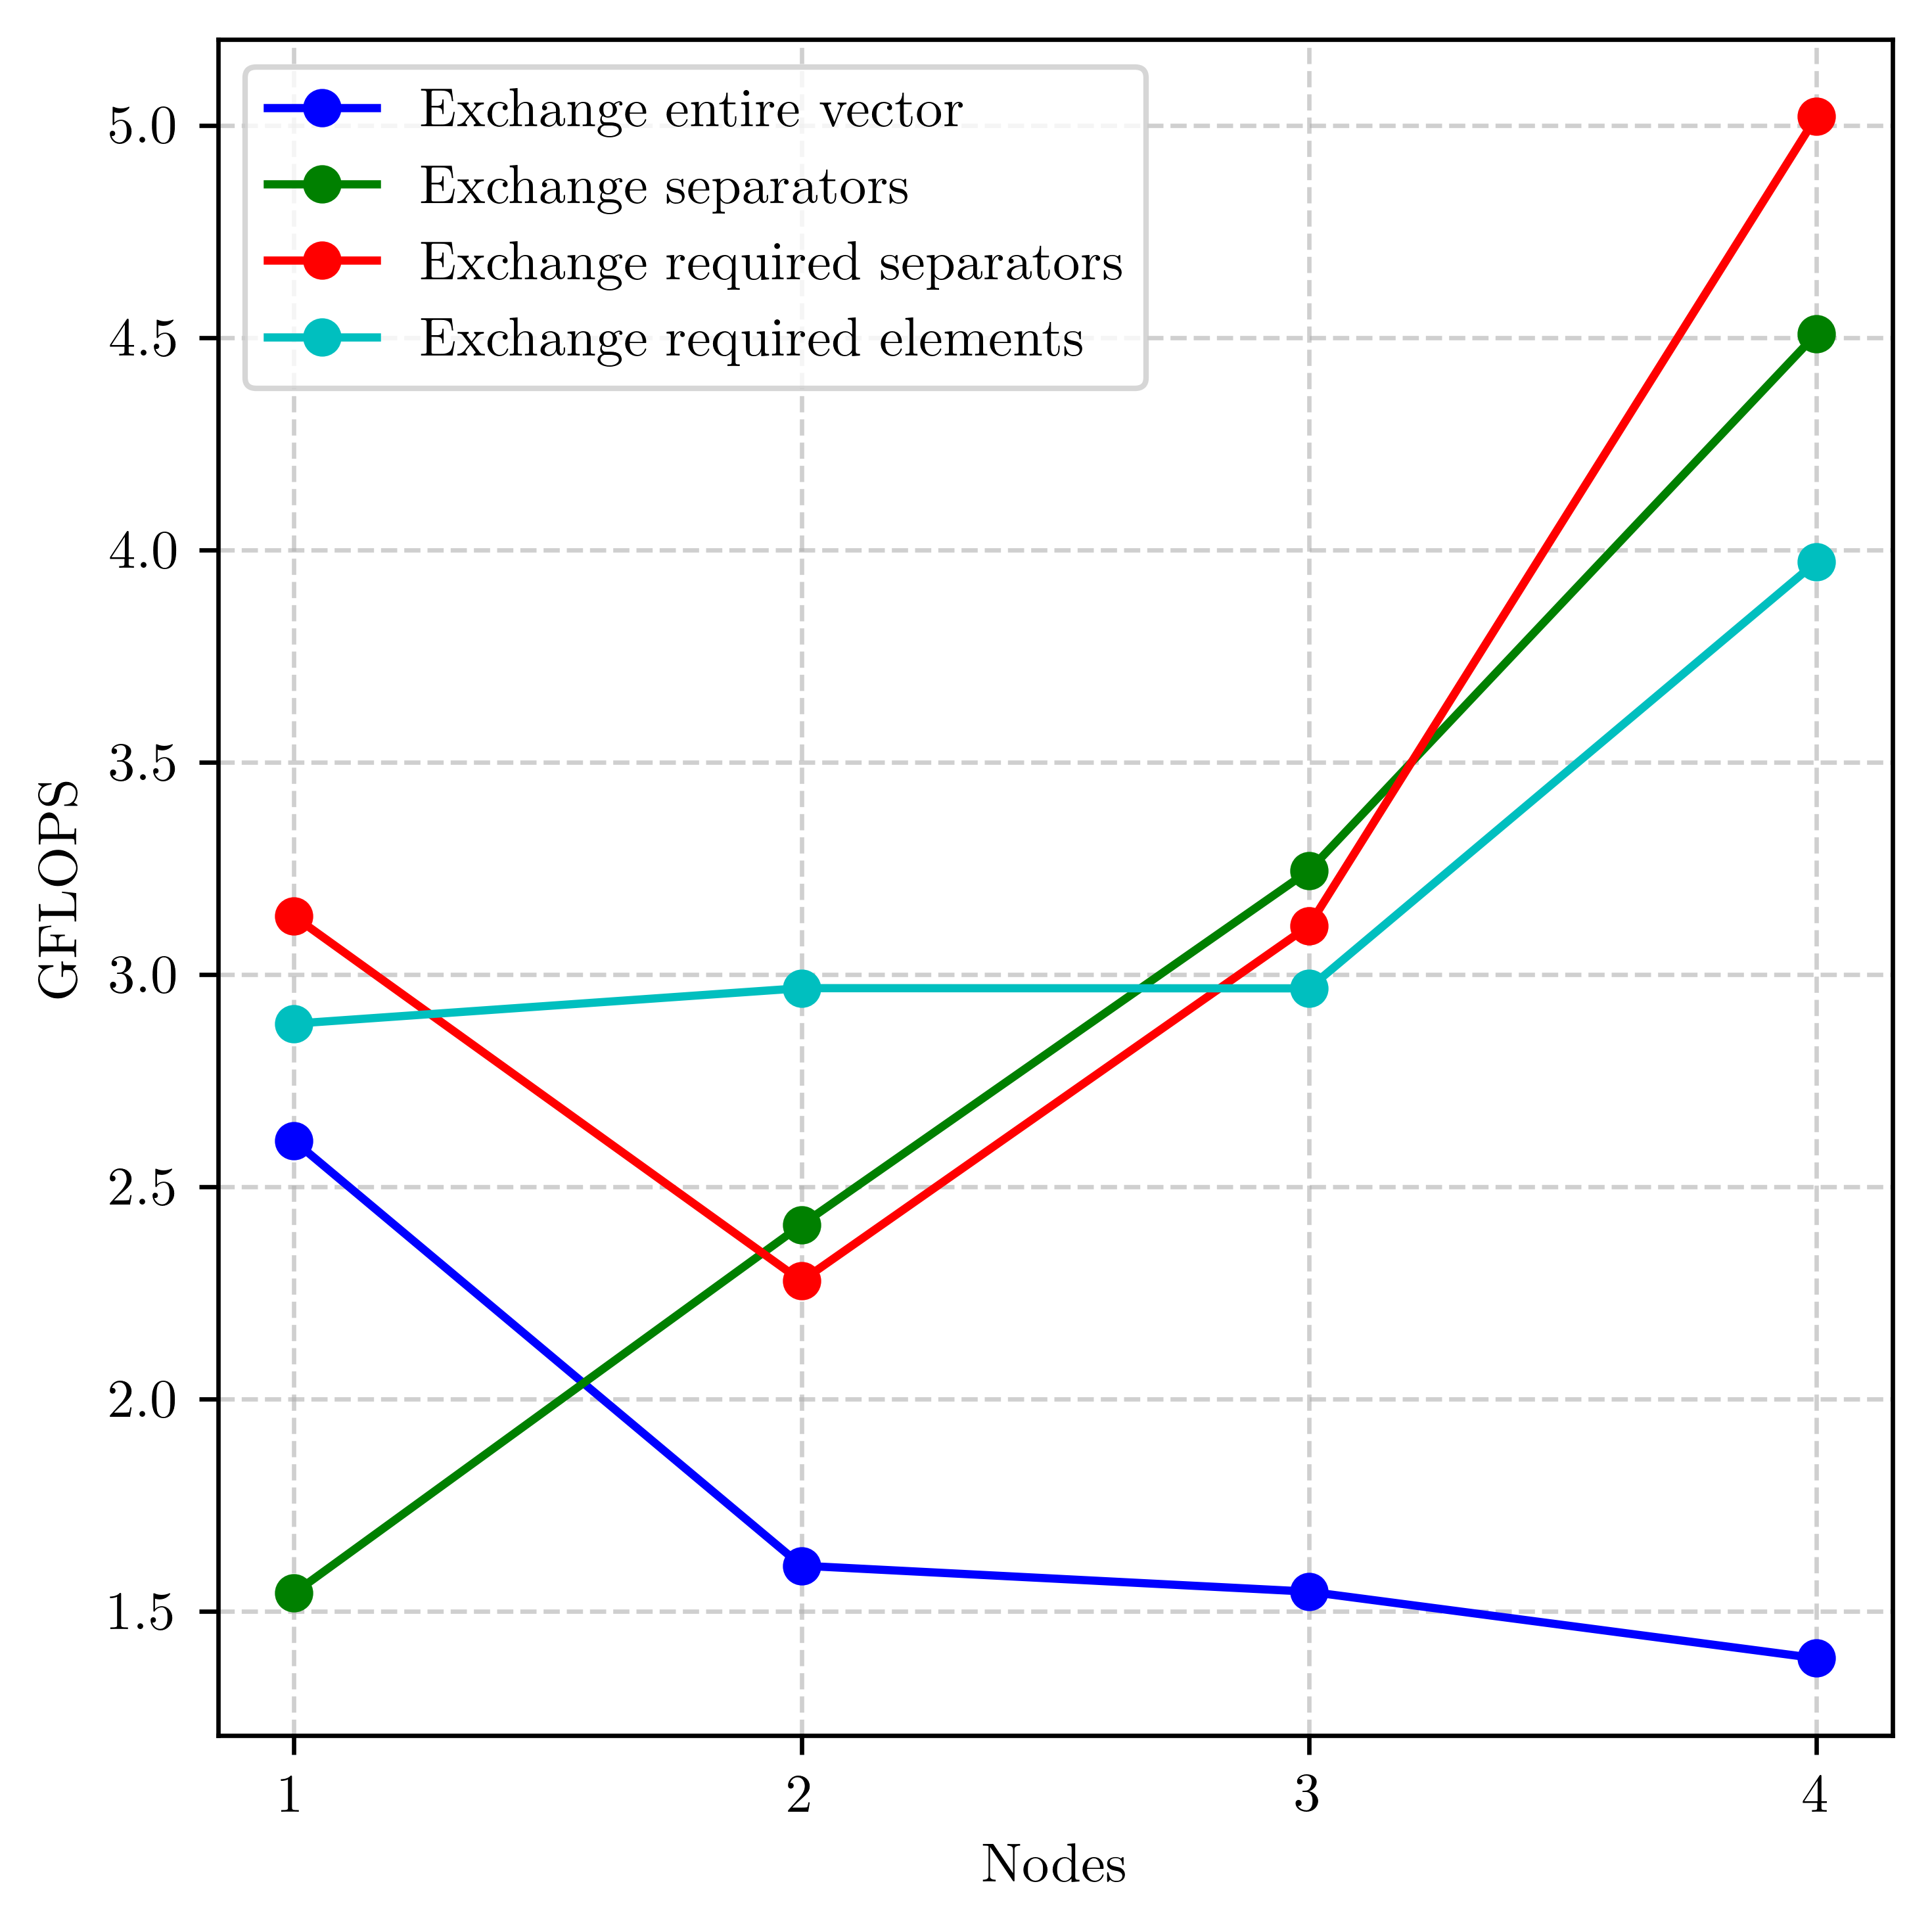 Exchange entire vector
Exchange separators
Exchange required separators
Exchange required elements
5.0
4.5
4.0
3.5
3.0
2.5
2.0
1.5
GFLOPS
1 2 3 4
Nodes